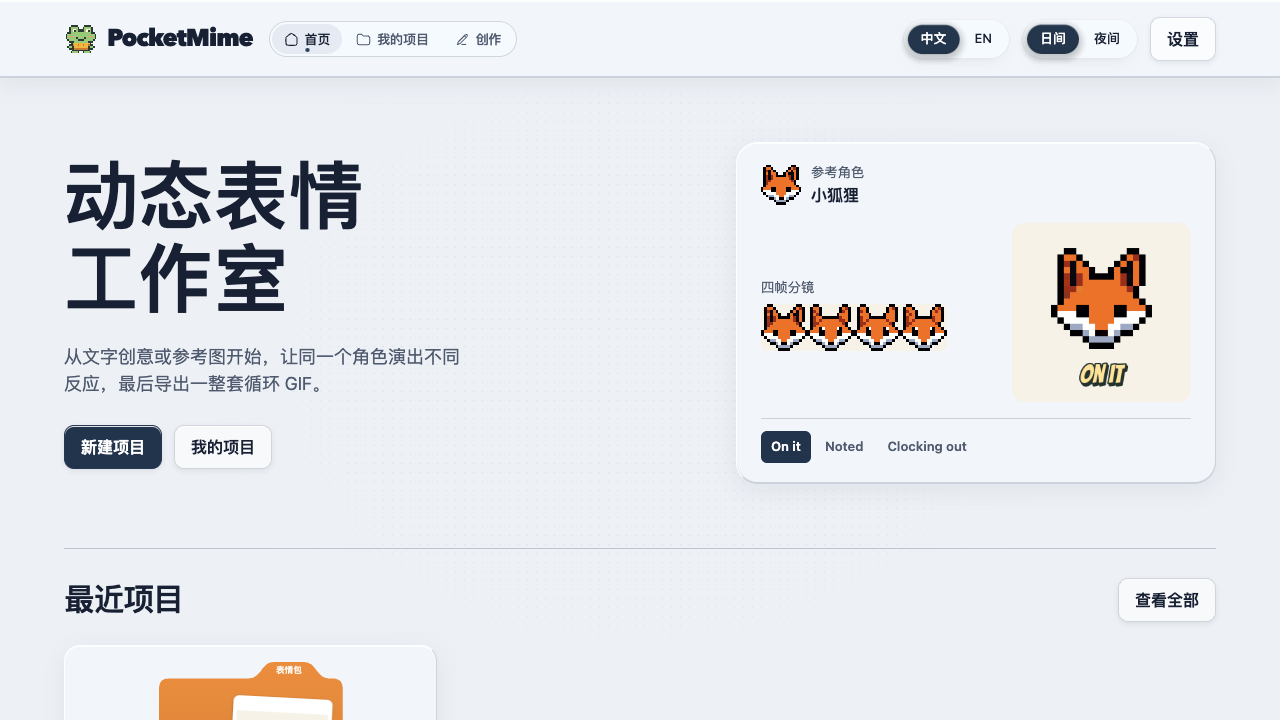 PocketMime
首页
我的项目
创作
中文
EN
日间
夜间
设置
动态表情
工作室
从文字创意或参考图开始，让同一个角色演出不同
反应，最后导出一整套循环 GIF。
新建项目
我的项目
参考角色
小狐狸
四帧分镜
ON IT
On it
Noted
Clocking out
最近项目
查看全部
表情包